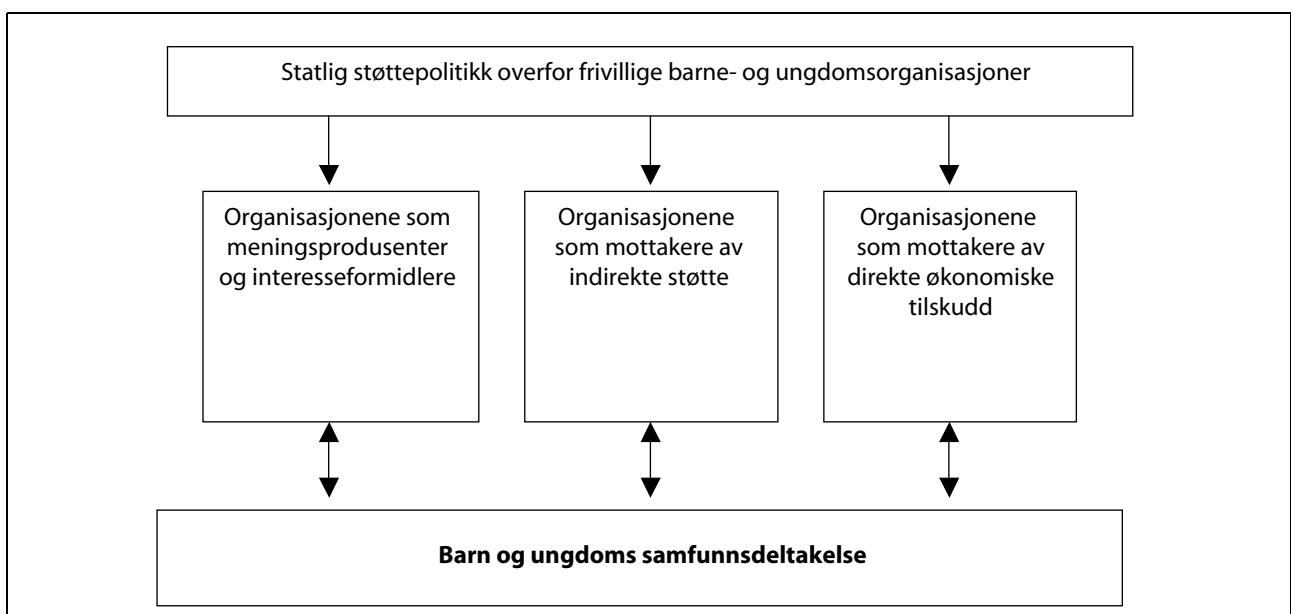 Statlig støttepolitikk overfor frivillige barne- og ungdomsorganisasjoner
Organisasjonene som
meningsprodusenter
og interesseformidlere
Organisasjonene
som mottakere av
indirekte støtte
Organisasjonene
som mottakere av
direkte økonomiske
tilskudd
Barn og ungdoms samfunnsdeltakelse